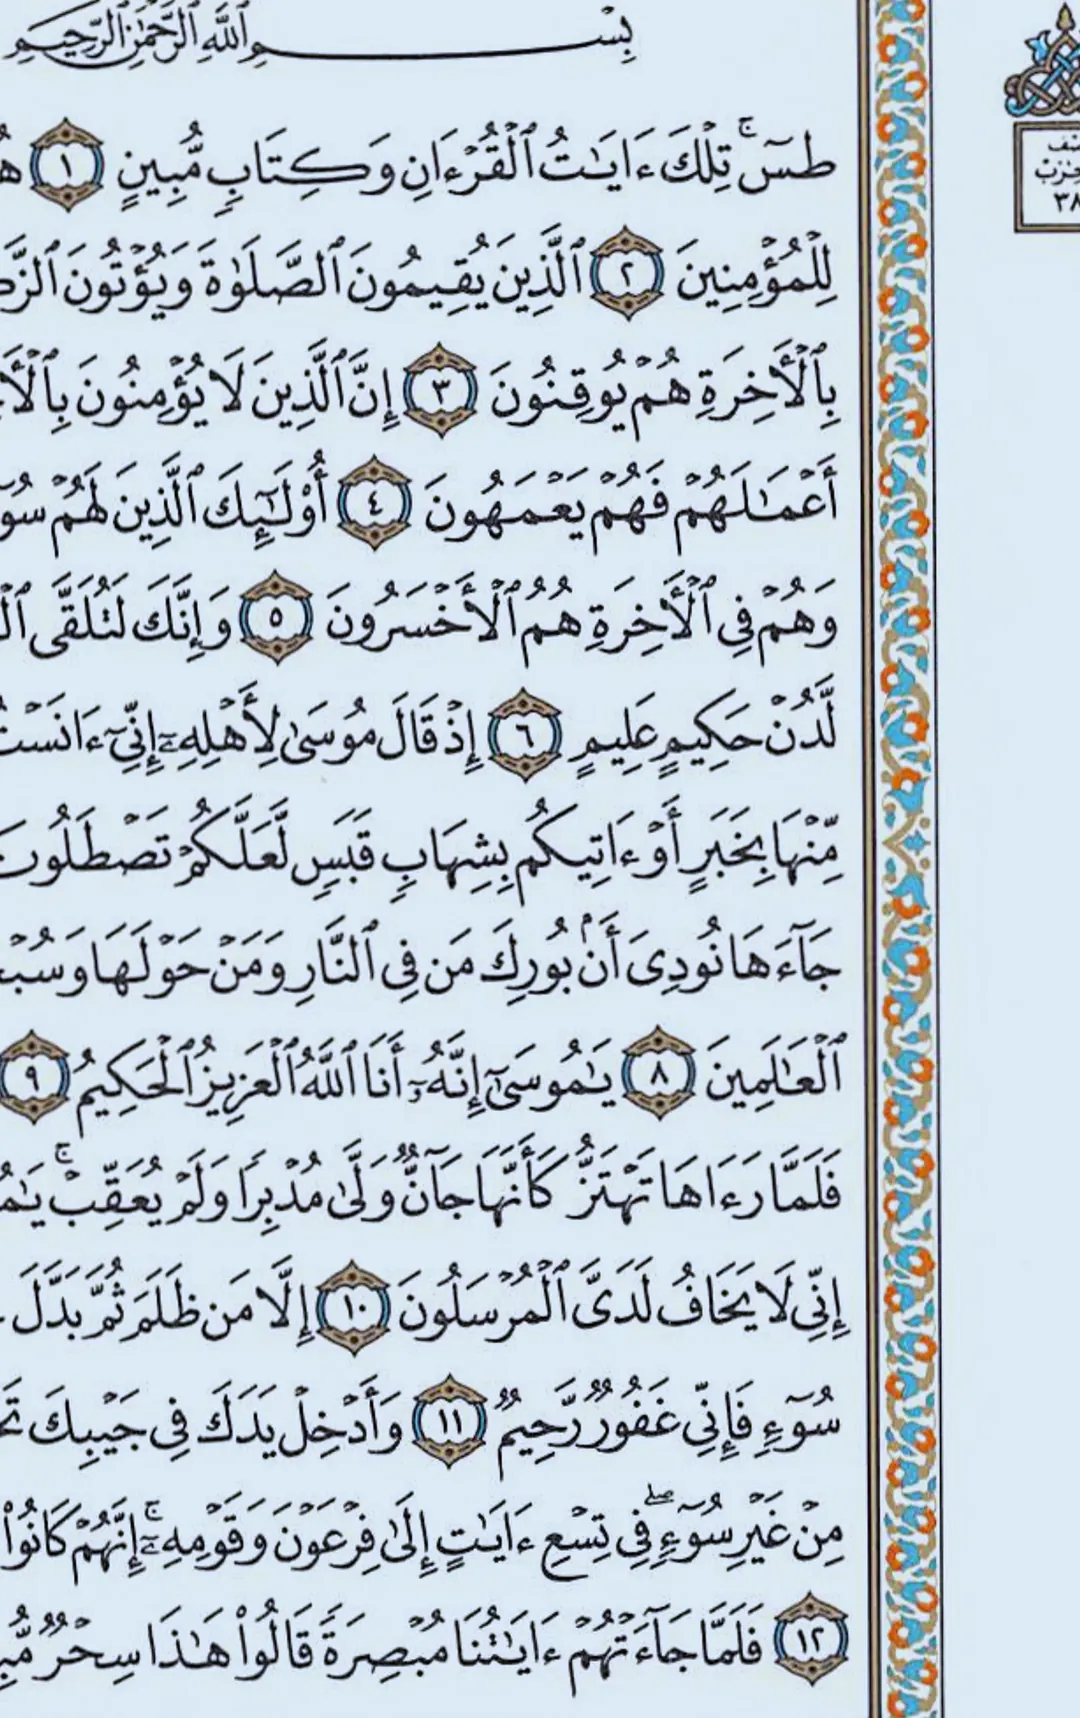 بِسْمِ ٱللَّهِ ٱلرَّحْمَٰنِ ٱلرَّحِيمِ
طسٓۚ تِلْكَ ءَايَٰتُ ٱلْقُرْءَانِ وَكِتَابٍ مُّبِينٍ ١
لِلْمُؤْمِنِينَ ٢ ٱلَّذِينَ يُقِيمُونَ ٱلصَّلَوٰةَ وَيُؤْتُونَ
بِٱلْأَخِرَةِ هُمْ يُوقِنُونَ ٣ إِنَّ ٱلَّذِينَ لَا يُؤْمِنُونَ
أَعْمَٰلَهُمْ فَهُمْ يَعْمَهُونَ ٤ أُوْلَٰٓئِكَ ٱلَّذِينَ لَهُمْ
وَهُمْ فِى ٱلْأَخِرَةِ هُمُ ٱلْأَخْسَرُونَ ٥ وَإِنَّكَ لَتُلَقَّى
لَّدُنْ حَكِيمٍ عَلِيمٍ ٦ إِذْ قَالَ مُوسَىٰ لِأَهْلِهِۦٓ إِنِّىٓ
مِّنْهَا بِخَبَرٍ أَوْ ءَاتِيكُم بِشِهَابٍ قَبَسٍ لَّعَلَّكُمْ
جَآءَهَا نُودِىَ أَنۢ بُورِكَ مَن فِى ٱلنَّارِ وَمَنْ حَوْلَهَا
ٱلْعَٰلَمِينَ ٨ يَٰمُوسَىٰٓ إِنَّهُۥٓ أَنَا ٱللَّهُ ٱلْعَزِيزُ ٱلْحَكِيمُ ٩
فَلَمَّا رَءَاهَا تَهْتَزُّ كَأَنَّهَا جَآنٌّ وَلَّىٰ مُدْبِرًا وَلَمْ يُعَقِّبْۚ
إِنِّى لَا يَخَافُ لَدَىَّ ٱلْمُرْسَلُونَ ١٠ إِلَّا مَن ظَلَمَ ثُمَّ بَدَّلَ
سُوٓءٍ فَإِنِّى غَفُورٌ رَّحِيمٌ ١١ وَأَدْخِلْ يَدَكَ فِى جَيْبِكَ
مِنْ غَيْرِ سُوٓءٍۖ فِى تِسْعِ ءَايَٰتٍ إِلَىٰ فِرْعَوْنَ وَقَوْمِهِۦٓۚ إِنَّهُمْ كَانُوا۟
١٢ فَلَمَّا جَآءَتْهُمْ ءَايَٰتُنَا مُبْصِرَةً قَالُوا۟ هَٰذَا سِحْرٌ
٣٨